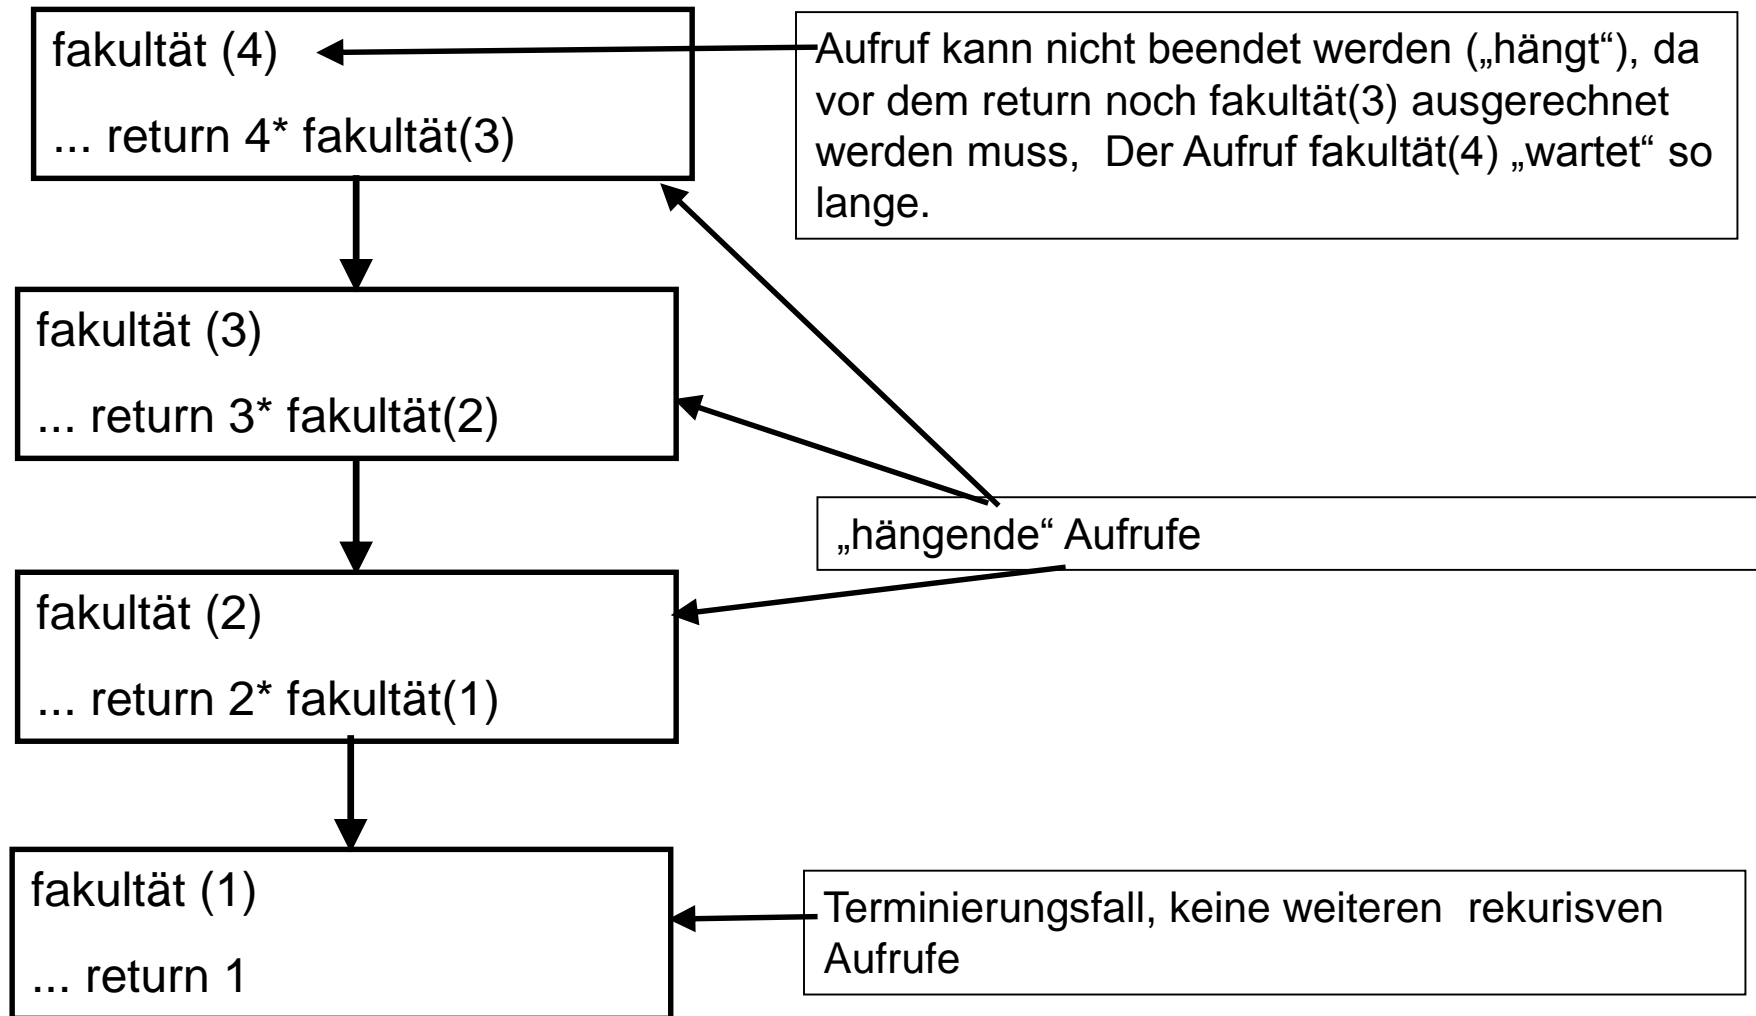 fakultät (4)
... return 4* fakultät(3)
Aufruf kann nicht beendet werden („hängt“), da
vor dem return noch fakultät(3) ausgerechnet
werden muss,  Der Aufruf fakultät(4) „wartet“ so
lange.
fakultät (3)
... return 3* fakultät(2)
„hängende“ Aufrufe
fakultät (2)
... return 2* fakultät(1)
fakultät (1)
... return 1
Terminierungsfall, keine weiteren  rekurisven
Aufrufe